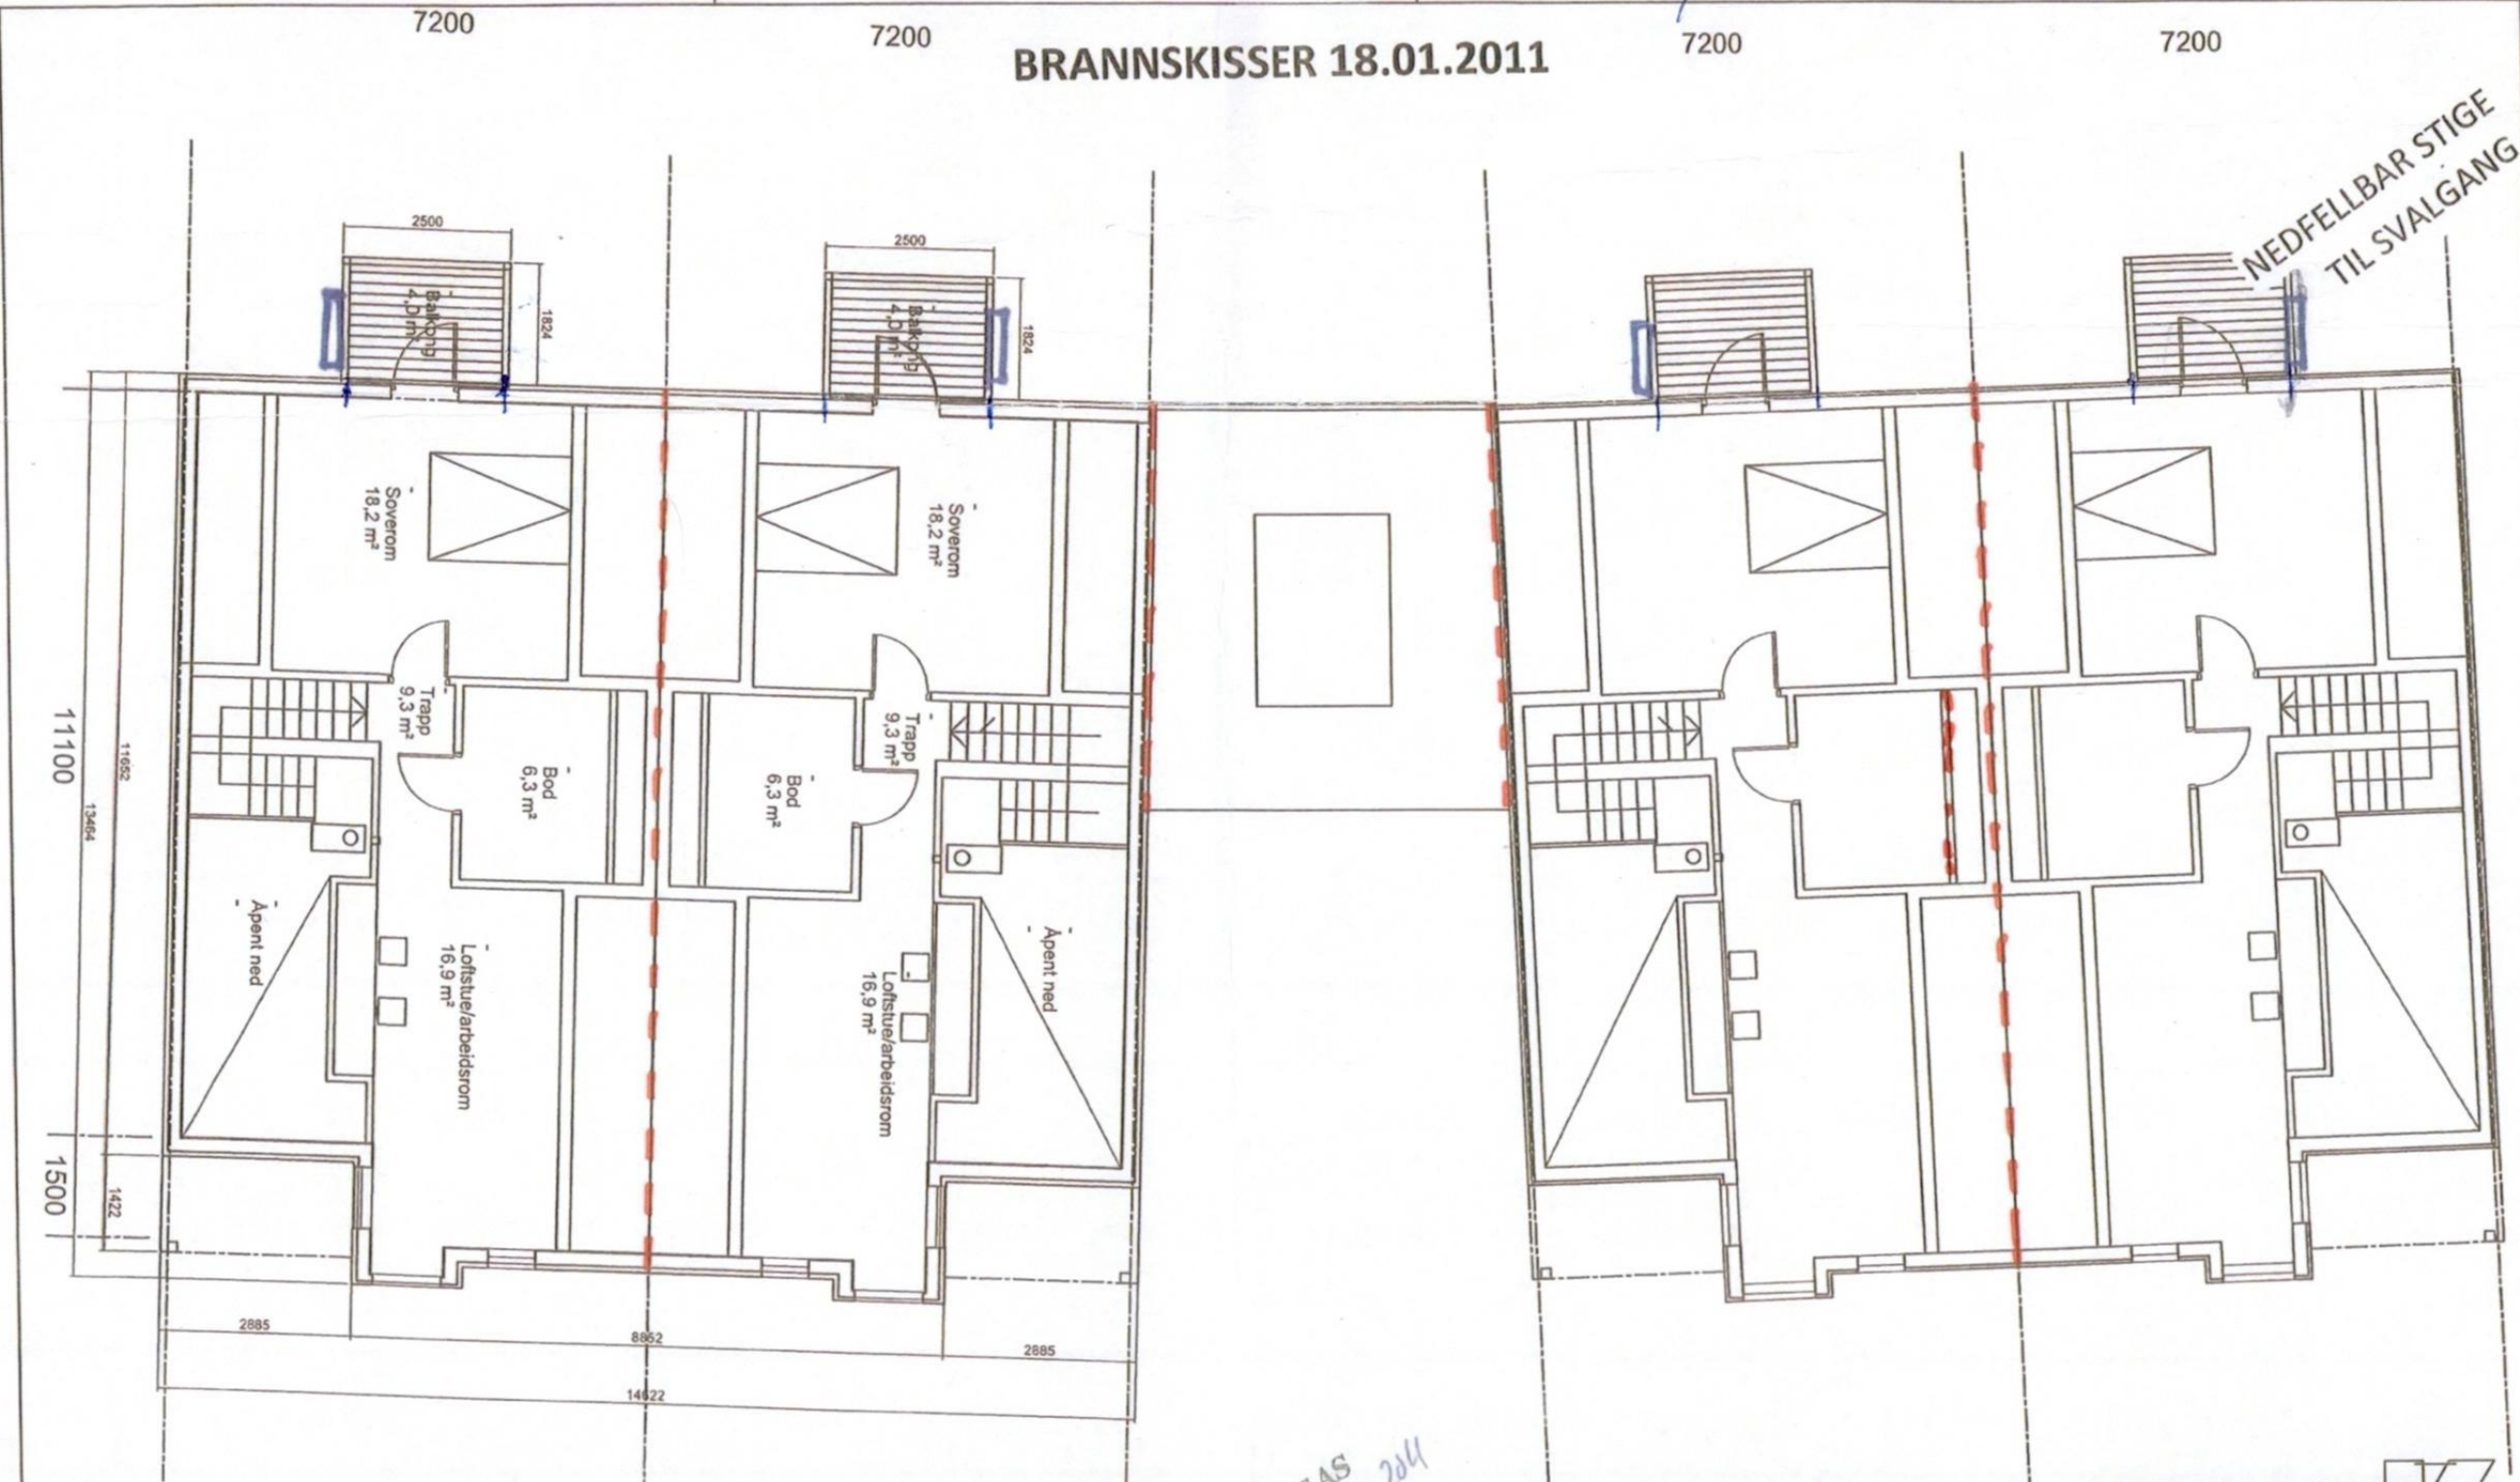 7200
7200
BRANNSKISSER 18.01.2011
7200
7200
NEDFELLBAR STIGE
TIL SVALGANG
2500
2500
1824
1824
Balkong
4,0 m²
Balkong
4,0 m²
Soverom
18,2 m²
Soverom
18,2 m²
Trapp
9,3 m²
Trapp
9,3 m²
Bod
6,3 m²
Bod
6,3 m²
11100
11652
13464
Åpent ned
Loftstue/arbeidsrom
16,9 m²
Loftstue/arbeidsrom
16,9 m²
Åpent ned
1500
1422
2885
8852
2885
14622
AS
2011